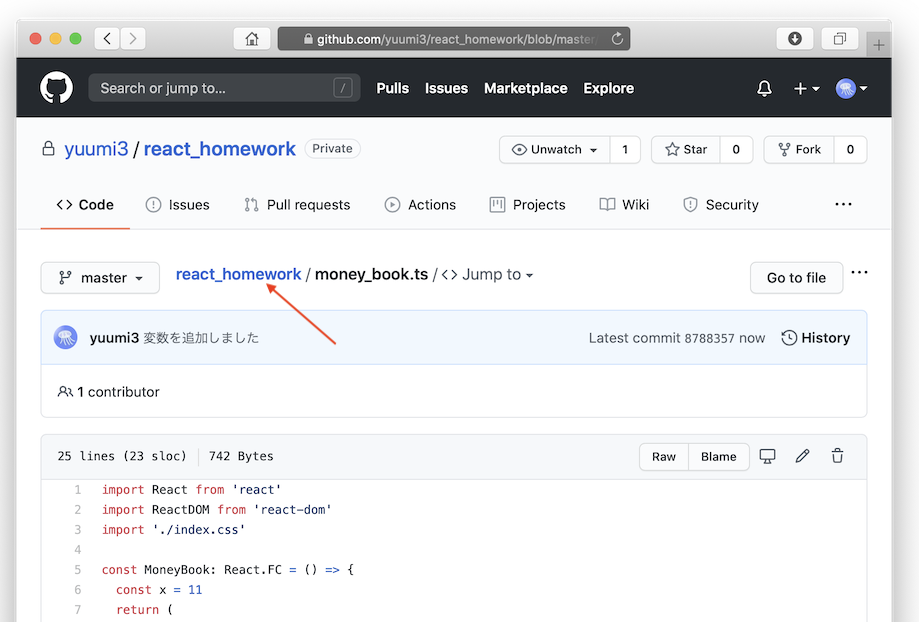 github.com/yuumi3/react_homework/blob/master
Search or jump to... /
Pulls Issues Marketplace Explore
yuumi3 / react_homework Private
Unwatch 1 Star 0 Fork 0
Code Issues Pull requests Actions Projects Wiki Security ...
master react_homework / money_book.ts / <> Jump to Go to file ...
yuumi3 変数を追加しました Latest commit 8788357 now History
1 contributor
25 lines (23 sloc) 742 Bytes Raw Blame
1 import React from 'react'
2 import ReactDOM from 'react-dom'
3 import './index.css'
4
5 const MoneyBook: React.FC = () => {
6 const x = 11
7 return (